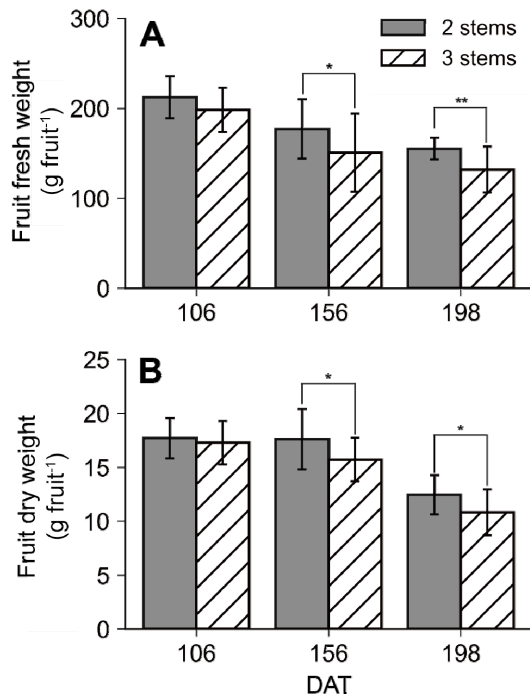 A
2 stems
3 stems
Fruit fresh weight
(g fruit⁻¹)
300
200
100
0
*
**
106 156 198
B
Fruit dry weight
(g fruit⁻¹)
25
20
15
10
5
0
*
*
106 156 198
DAT